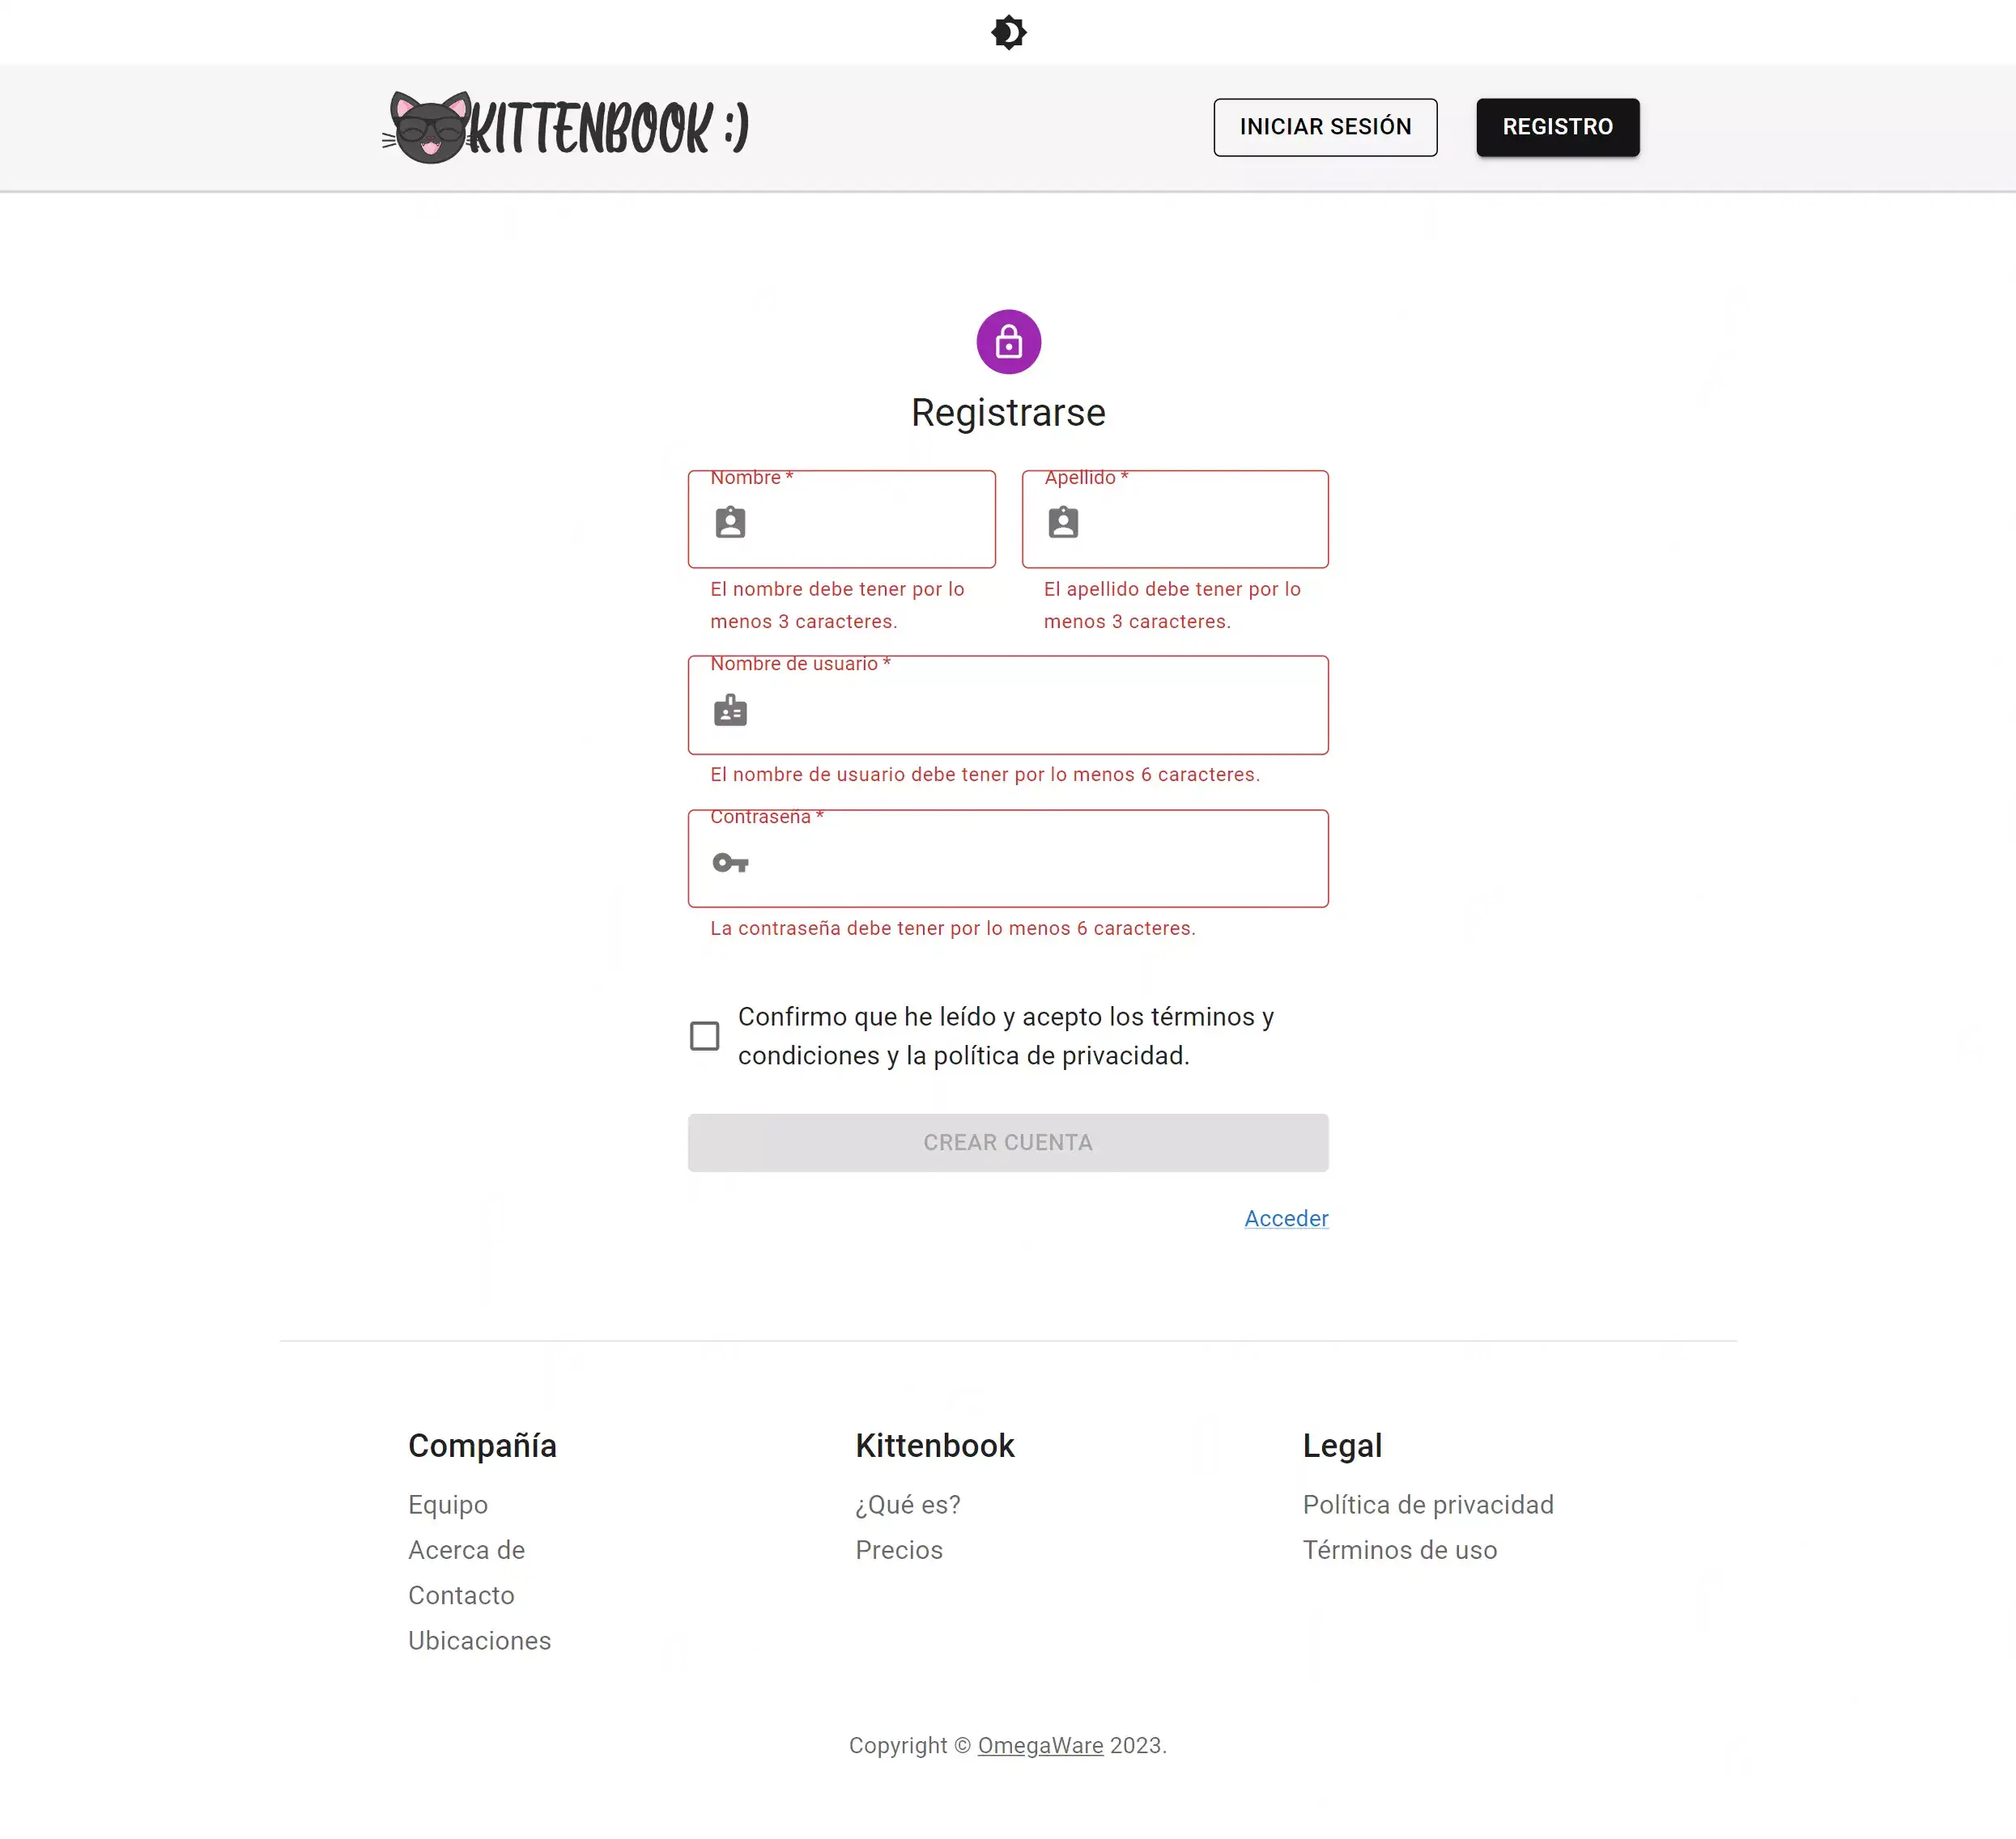 KITTENBOOK :)
INICIAR SESIÓN
REGISTRO
Registrarse
Nombre *
Apellido *
El nombre debe tener por lo
menos 3 caracteres.
El apellido debe tener por lo
menos 3 caracteres.
Nombre de usuario *
El nombre de usuario debe tener por lo menos 6 caracteres.
Contraseña *
La contraseña debe tener por lo menos 6 caracteres.
Confirmo que he leído y acepto los términos y
condiciones y la política de privacidad.
CREAR CUENTA
Acceder
Compañía
Equipo
Acerca de
Contacto
Ubicaciones
Kittenbook
¿Qué es?
Precios
Legal
Política de privacidad
Términos de uso
Copyright © OmegaWare 2023.